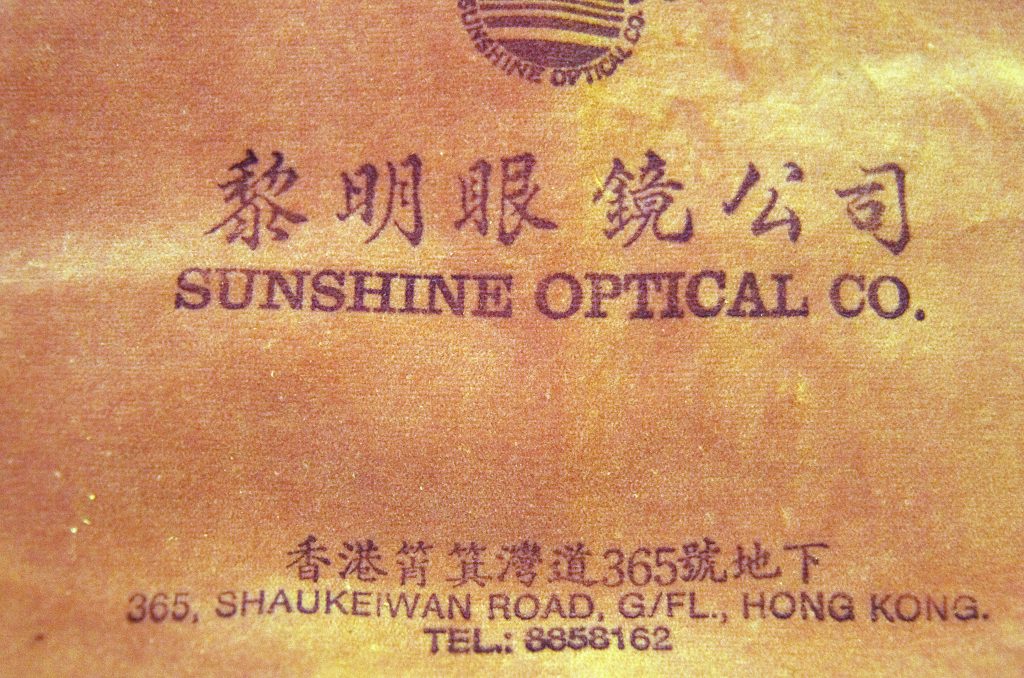 SUNSHINE OPTICAL CO.
黎明眼鏡公司
SUNSHINE OPTICAL CO.
香港筲箕灣道365號地下
365, SHAUKEIWAN ROAD, G/FL., HONG KONG.
TEL.: 8858162